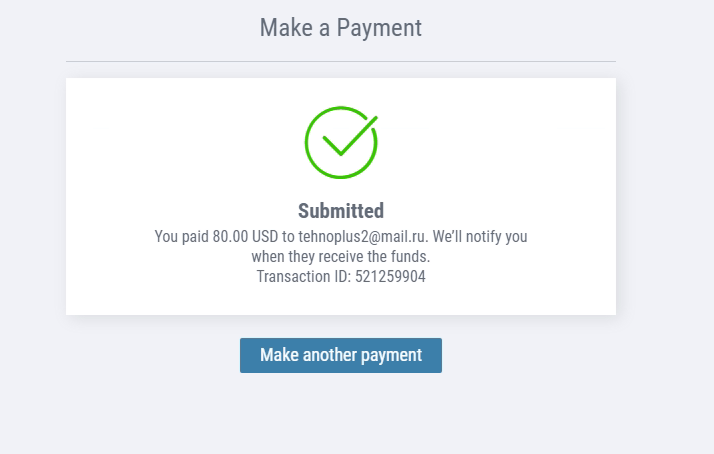 Make a Payment
Submitted
You paid 80.00 USD to tehnoplus2@mail.ru. We’ll notify you
when they receive the funds.
Transaction ID: 521259904
Make another payment